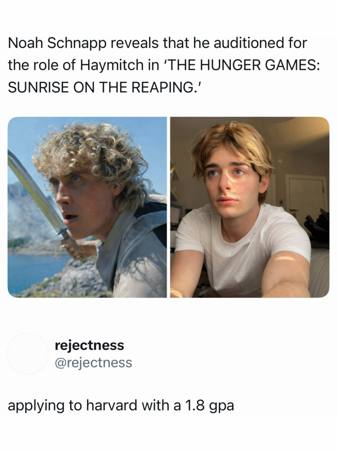 Noah Schnapp reveals that he auditioned for
the role of Haymitch in ‘THE HUNGER GAMES:
SUNRISE ON THE REAPING.’
rejectness
@rejectness
applying to harvard with a 1.8 gpa